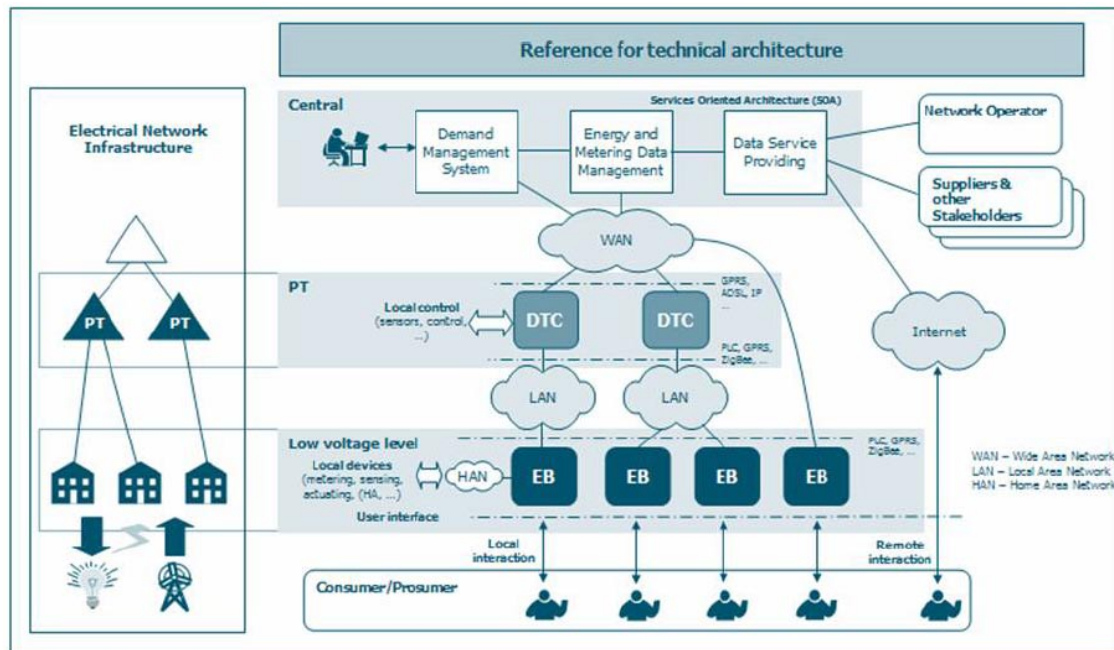 Reference for technical architecture
Electrical Network
Infrastructure
Central
Services Oriented Architecture (SOA)
Demand
Management
System
Energy and
Metering Data
Management
Data Service
Providing
Network Operator
Suppliers &
other
Stakeholders
WAN
PT
GPRS,
ADSL, IP
...
PT
PT
Local control
(sensors, control,
...)
DTC
DTC
Internet
PLC, GPRS,
ZigBee, ...
LAN
LAN
Low voltage level
PLC, GPRS,
ZigBee, ...
Local devices
(metering, sensing,
actuating, (HA, ...)
HAN
EB
EB
EB
EB
WAN – Wide Area Network
LAN – Local Area Network
HAN – Home Area Network
User interface
Local
interaction
Remote
interaction
Consumer/Prosumer